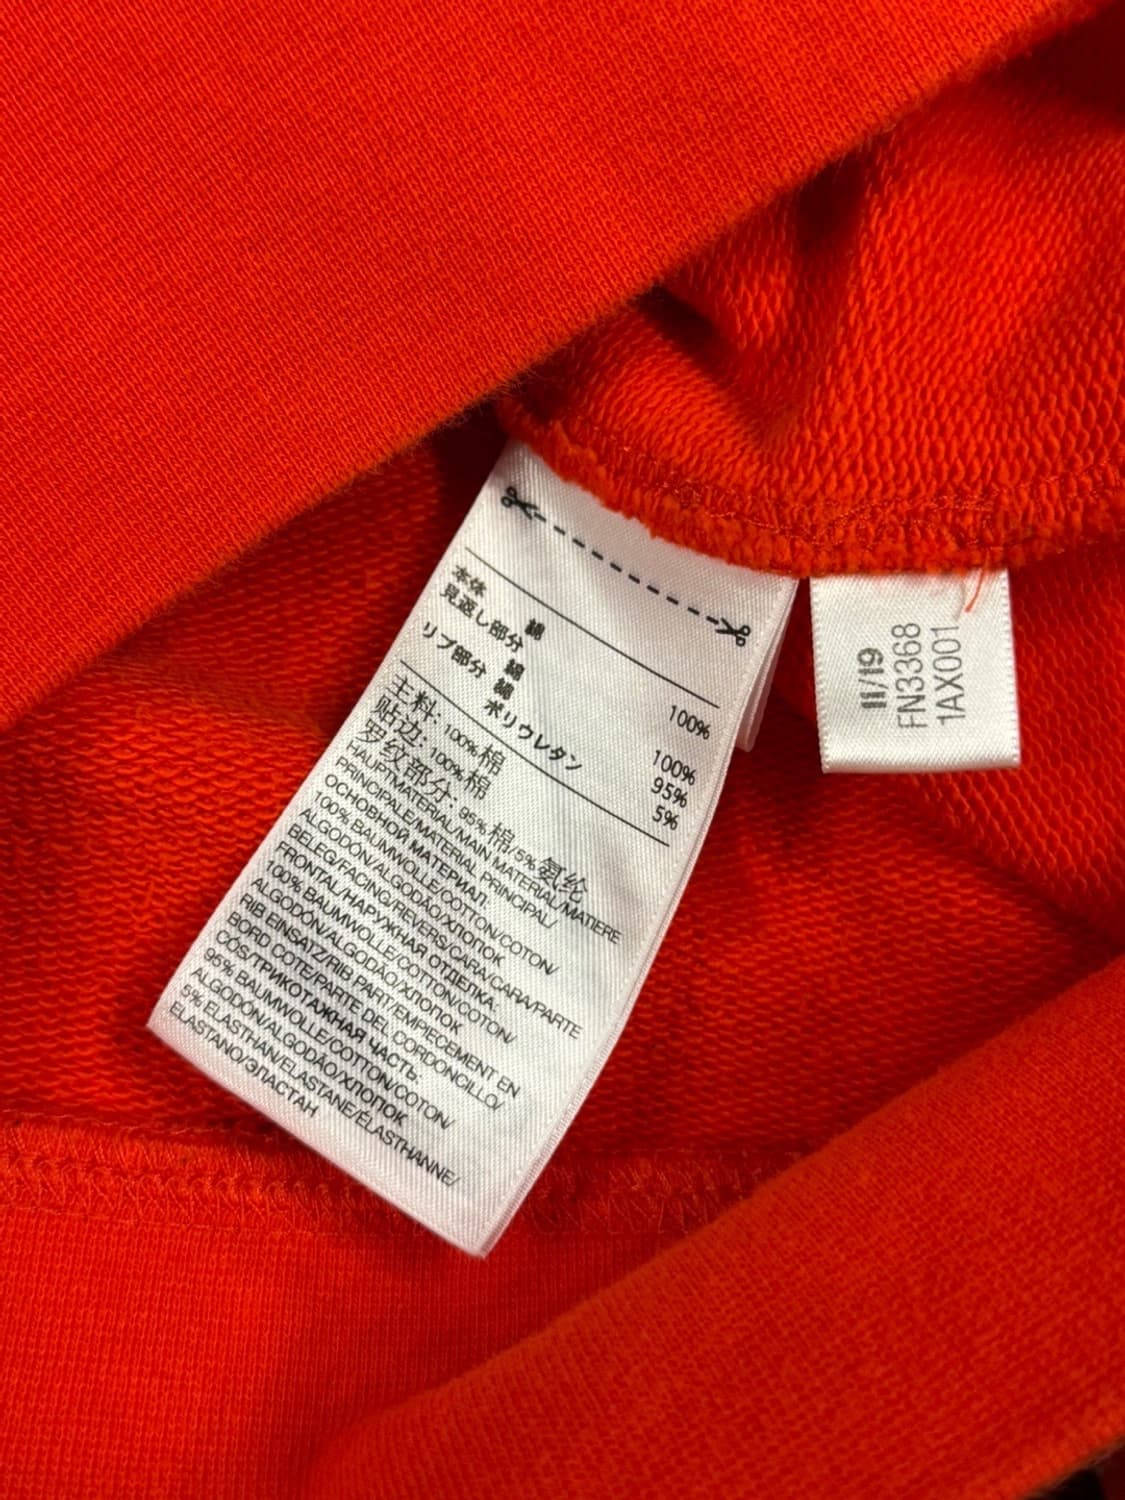 本体
綿 100%
見返し部分
綿 100%
リブ部分
綿 95%
ポリウレタン 5%
主料: 100%棉
贴边: 100%棉
罗纹部分: 95%棉/5%氨纶
HAUPTMATERIAL/MAIN MATERIAL/MATIERE
PRINCIPALE/MATERIAL PRINCIPAL/
ОСНОВНОЙ МАТЕРИАЛ.
100% BAUMWOLLE/COTTON/COTON/
ALGODÓN/ALGODÃO/ХЛОПОК
BELEG/FACING/REVERS/CARA/CARA/PARTE
FRONTAL/НАРУЖНАЯ ОТДЕЛКА.
100% BAUMWOLLE/COTTON/COTON/
ALGODÓN/ALGODÃO/ХЛОПОК
RIB EINSATZ/RIB PART/EMPIECEMENT EN
BORD COTE/PARTE DEL CORDONCILLO/
CÓS/ТРИКОТАЖНАЯ ЧАСТЬ.
95% BAUMWOLLE/COTTON/COTON/
ALGODÓN/ALGODÃO/ХЛОПОК
5% ELASTHAN/ELASTANE/ÉLASTHANNE/
ELASTANO/ЭЛАСТАН
11/19
FN3368
1AX001